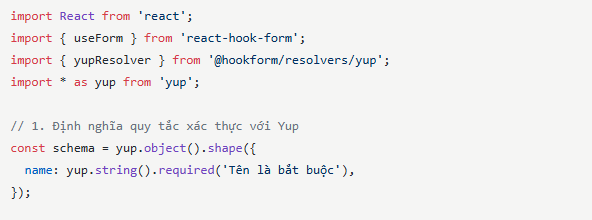 import React from 'react';
import { useForm } from 'react-hook-form';
import { yupResolver } from '@hookform/resolvers/yup';
import * as yup from 'yup';
// 1. Định nghĩa quy tắc xác thực với Yup
const schema = yup.object().shape({
name: yup.string().required('Tên là bắt buộc'),
});